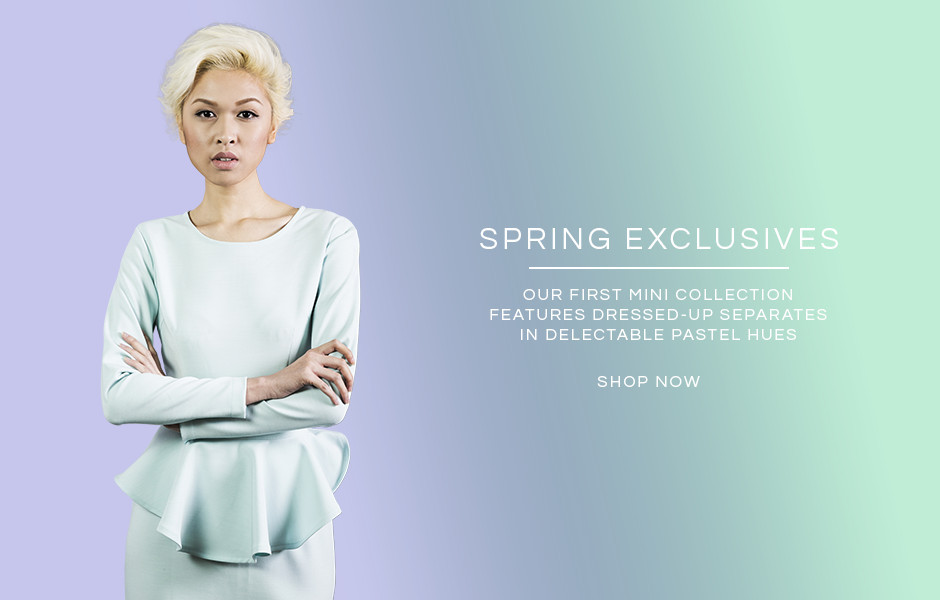 SPRING EXCLUSIVES
OUR FIRST MINI COLLECTION
FEATURES DRESSED-UP SEPARATES
IN DELECTABLE PASTEL HUES
SHOP NOW